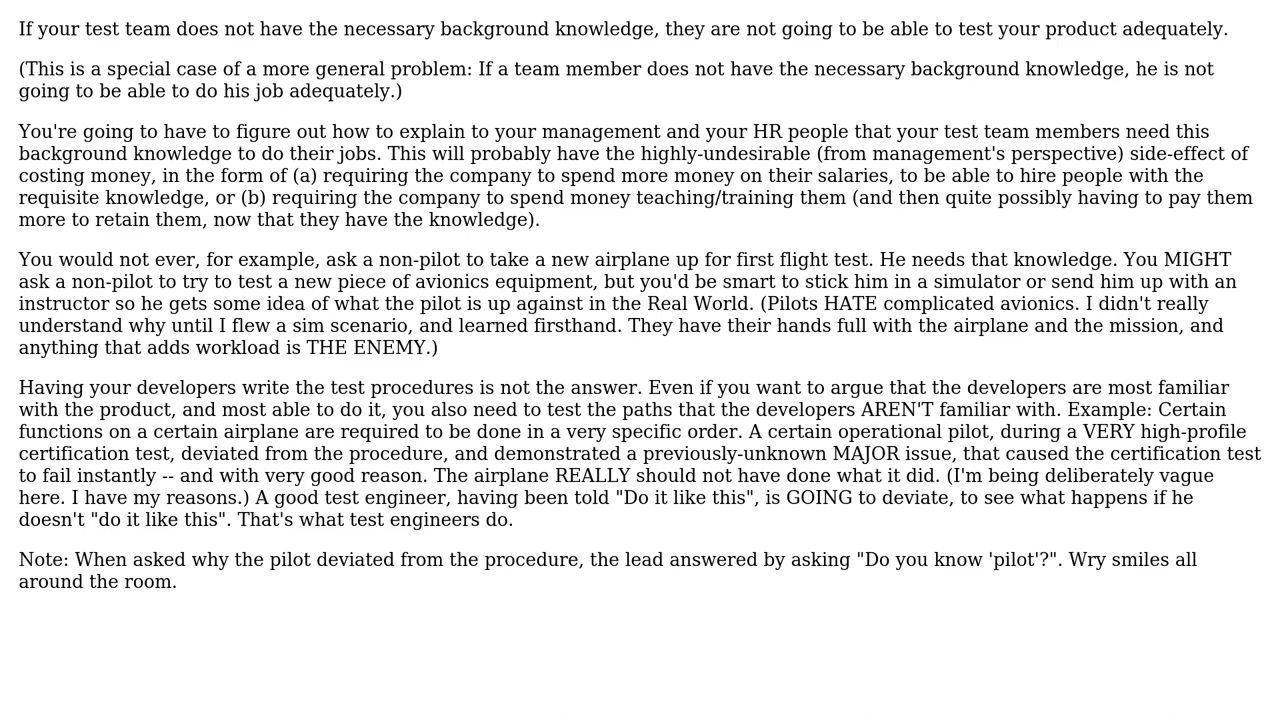 If your test team does not have the necessary background knowledge, they are not going to be able to test your product adequately.
(This is a special case of a more general problem: If a team member does not have the necessary background knowledge, he is not
going to be able to do his job adequately.)
You're going to have to figure out how to explain to your management and your HR people that your test team members need this
background knowledge to do their jobs. This will probably have the highly-undesirable (from management's perspective) side-effect of
costing money, in the form of (a) requiring the company to spend more money on their salaries, to be able to hire people with the
requisite knowledge, or (b) requiring the company to spend money teaching/training them (and then quite possibly having to pay them
more to retain them, now that they have the knowledge).
You would not ever, for example, ask a non-pilot to take a new airplane up for first flight test. He needs that knowledge. You MIGHT
ask a non-pilot to try to test a new piece of avionics equipment, but you'd be smart to stick him in a simulator or send him up with an
instructor so he gets some idea of what the pilot is up against in the Real World. (Pilots HATE complicated avionics. I didn't really
understand why until I flew a sim scenario, and learned firsthand. They have their hands full with the airplane and the mission, and
anything that adds workload is THE ENEMY.)
Having your developers write the test procedures is not the answer. Even if you want to argue that the developers are most familiar
with the product, and most able to do it, you also need to test the paths that the developers AREN'T familiar with. Example: Certain
functions on a certain airplane are required to be done in a very specific order. A certain operational pilot, during a VERY high-profile
certification test, deviated from the procedure, and demonstrated a previously-unknown MAJOR issue, that caused the certification test
to fail instantly -- and with very good reason. The airplane REALLY should not have done what it did. (I'm being deliberately vague
here. I have my reasons.) A good test engineer, having been told "Do it like this", is GOING to deviate, to see what happens if he
doesn't "do it like this". That's what test engineers do.
Note: When asked why the pilot deviated from the procedure, the lead answered by asking "Do you know 'pilot'?". Wry smiles all
around the room.